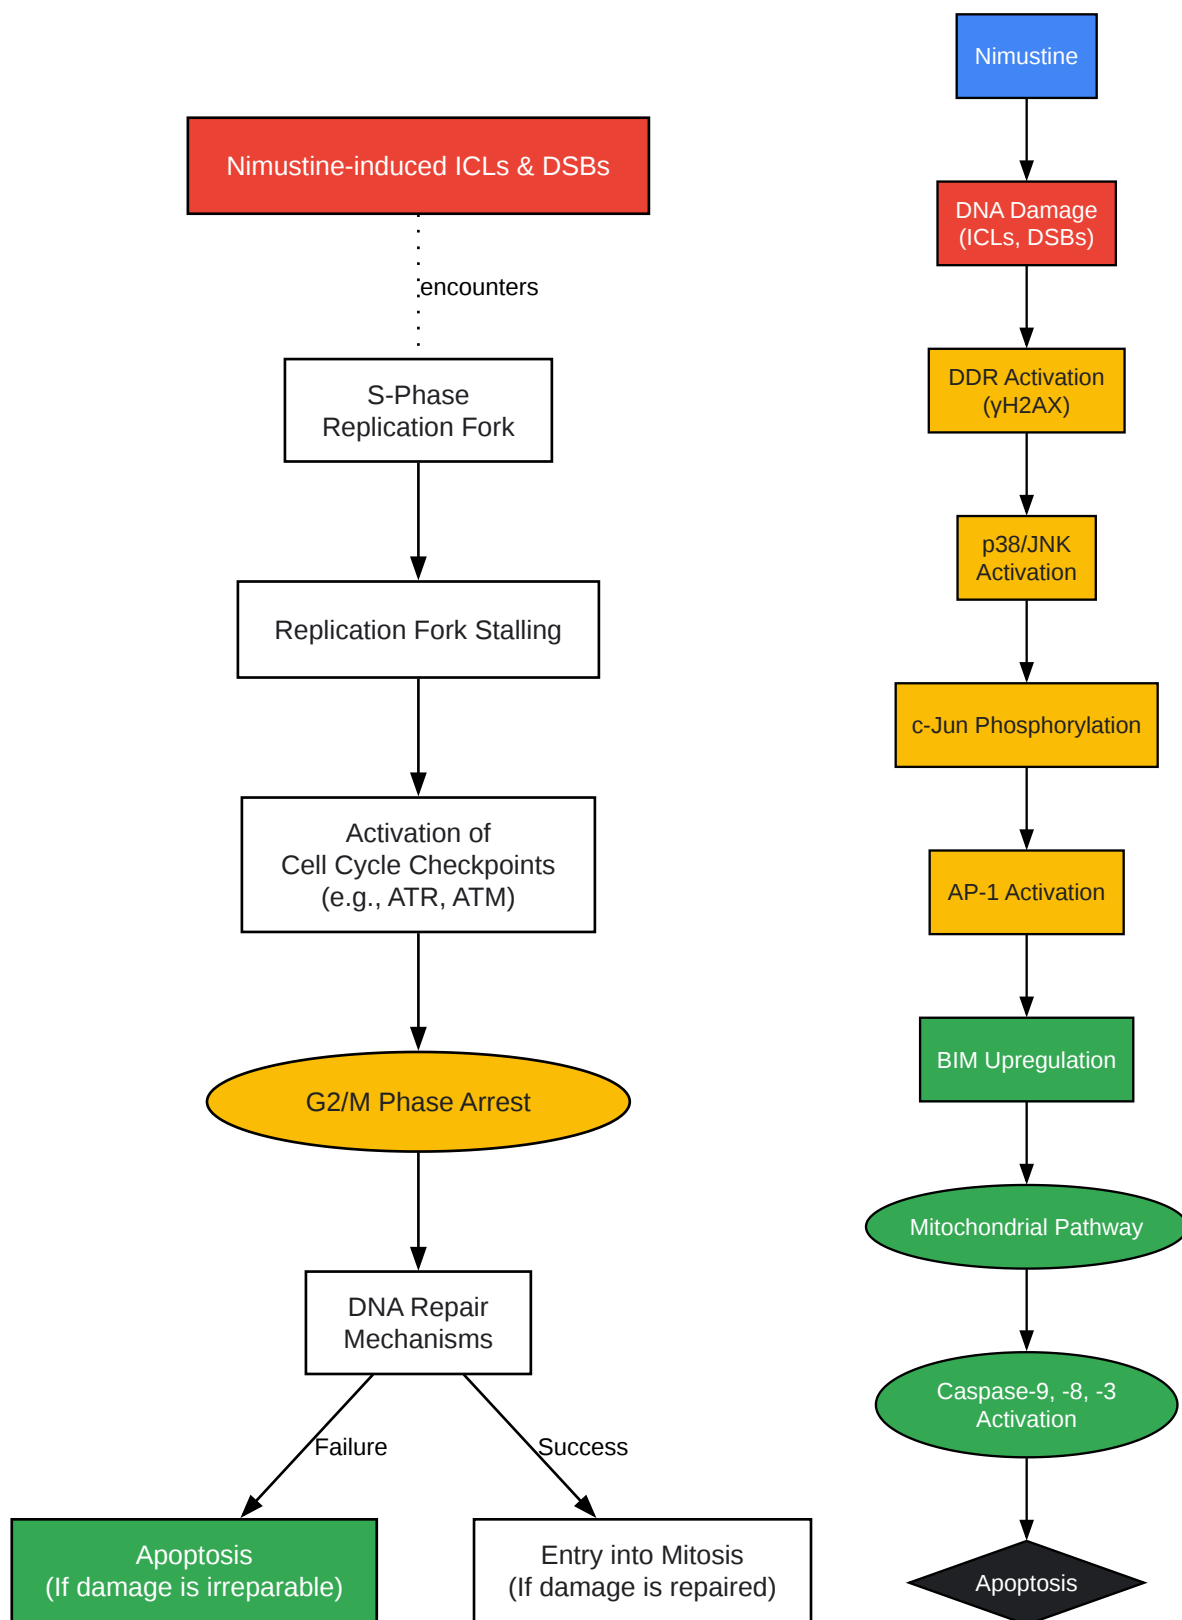 Nimustine-induced ICLs & DSBs
encounters
S-Phase
Replication Fork
Replication Fork Stalling
Activation of
Cell Cycle Checkpoints
(e.g., ATR, ATM)
G2/M Phase Arrest
DNA Repair
Mechanisms
Failure
Success
Apoptosis
(If damage is irreparable)
Entry into Mitosis
(If damage is repaired)
Nimustine
DNA Damage
(ICLs, DSBs)
DDR Activation
(γH2AX)
p38/JNK
Activation
c-Jun Phosphorylation
AP-1 Activation
BIM Upregulation
Mitochondrial Pathway
Caspase-9, -8, -3
Activation
Apoptosis